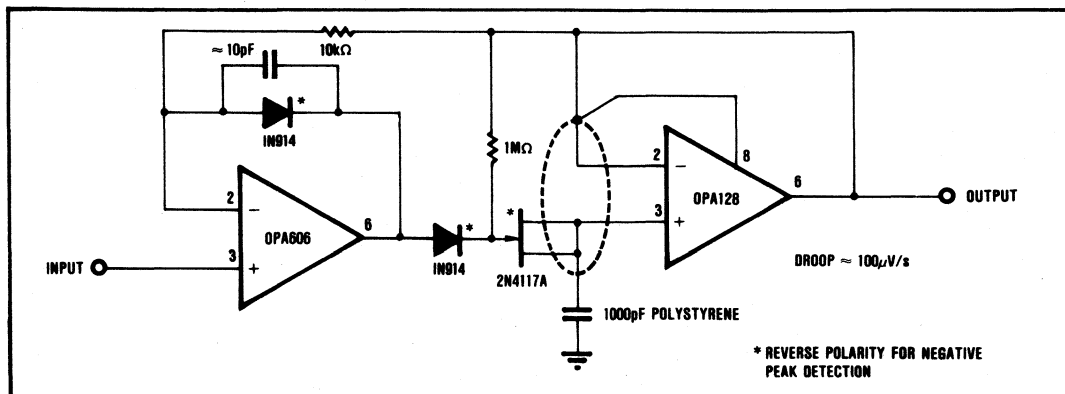 ≈ 10pF
10kΩ
*
IN914
1MΩ
2
−
OPA606
6
3
+
INPUT
*
IN914
*
2N4117A
2
−
8
OPA128
6
3
+
OUTPUT
DROOP ≈ 100µV/s
1000pF POLYSTYRENE
* REVERSE POLARITY FOR NEGATIVE
PEAK DETECTION